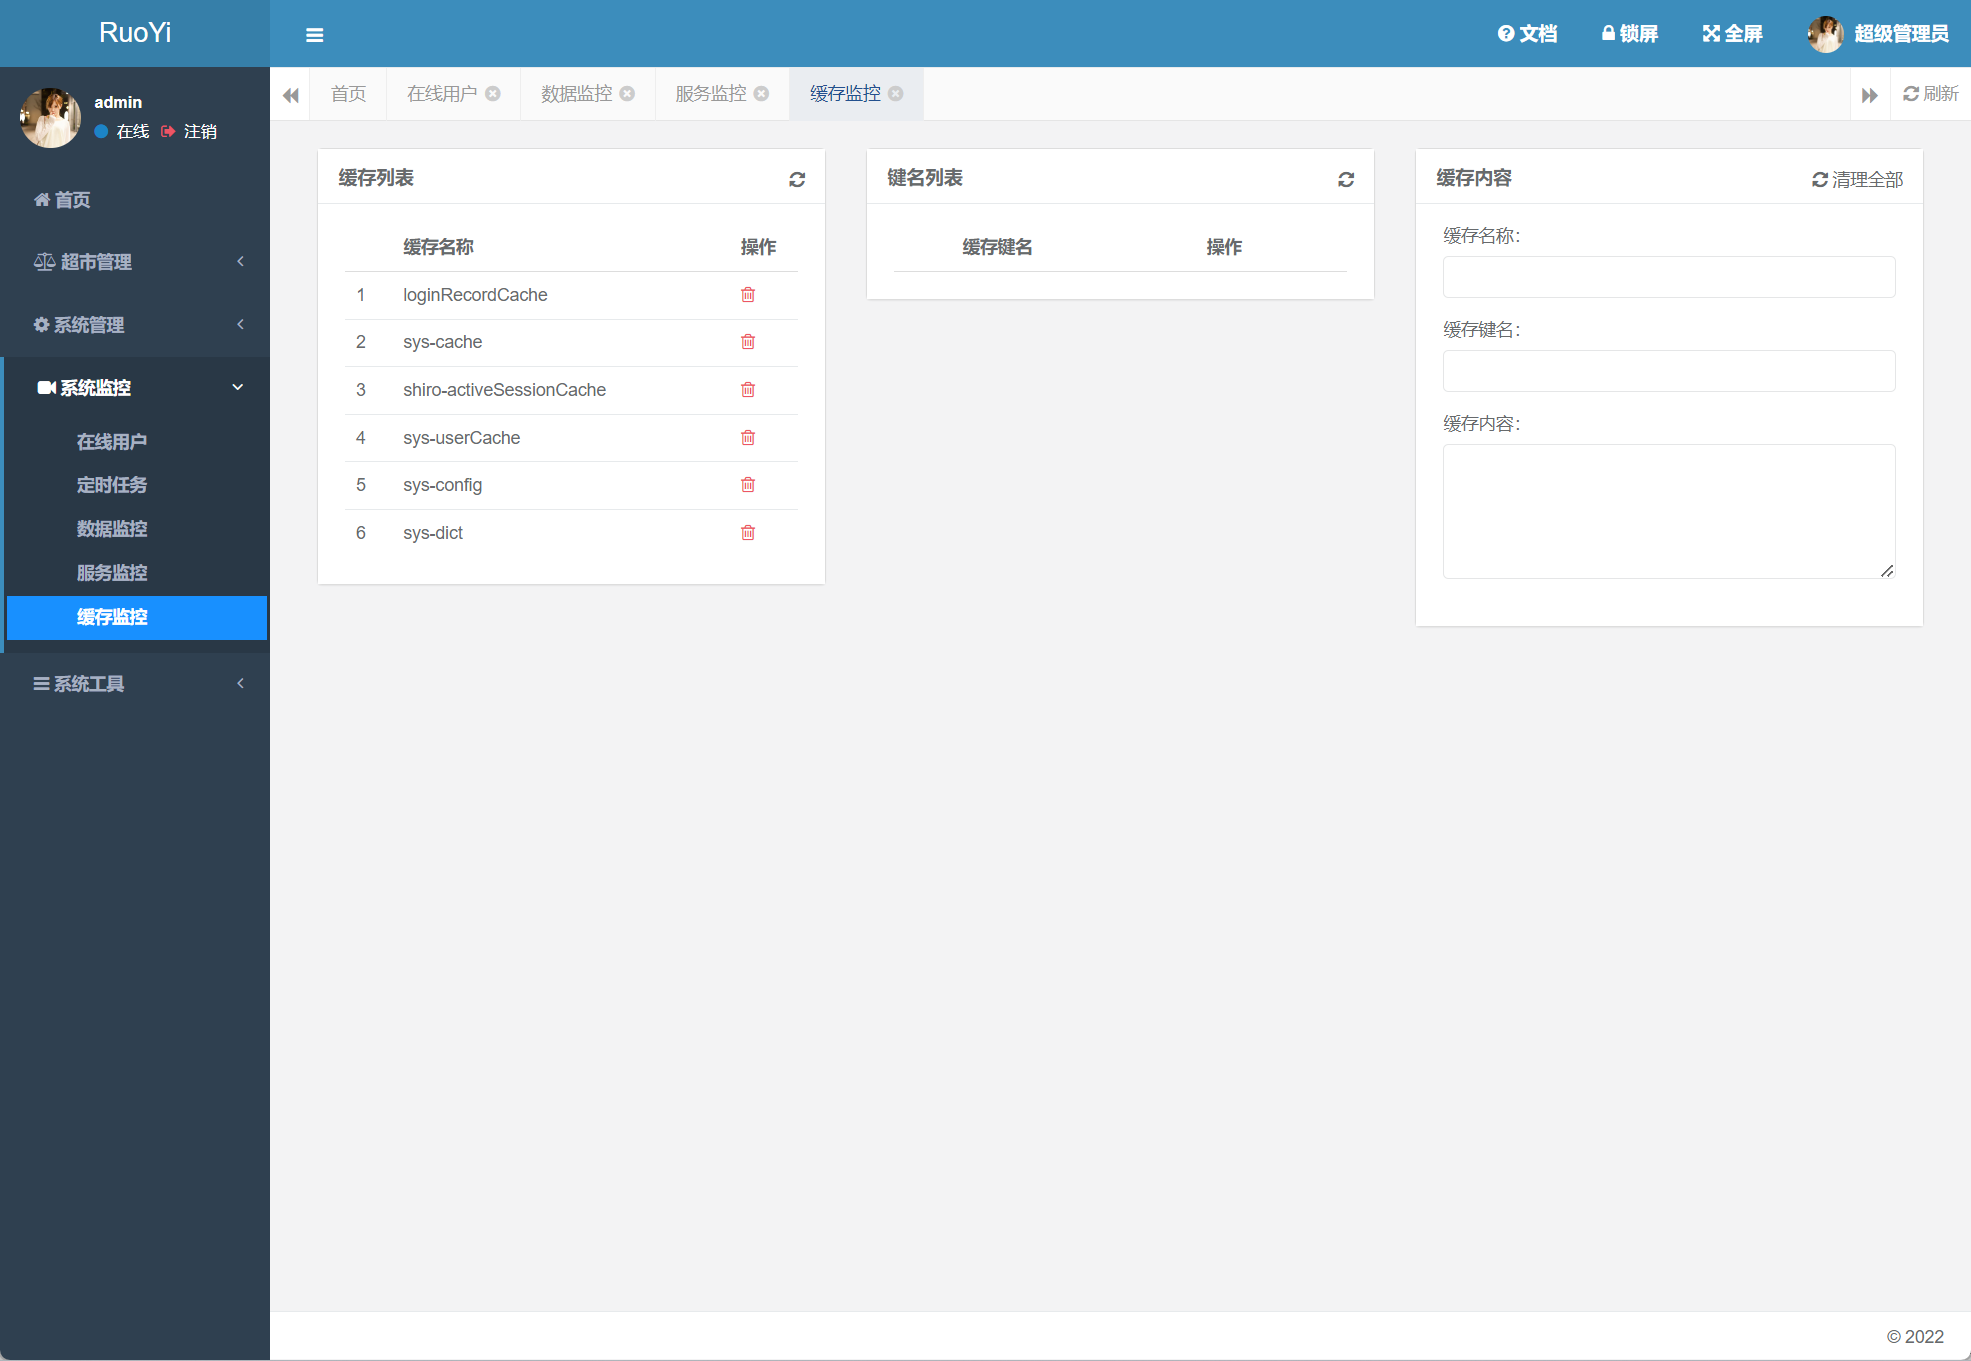 RuoYi
文档
锁屏
全屏
超级管理员
admin
在线
注销
首页
超市管理
系统管理
系统监控
在线用户
定时任务
数据监控
服务监控
缓存监控
系统工具
首页
在线用户
数据监控
服务监控
缓存监控
刷新
缓存列表
缓存名称 操作
1 loginRecordCache
2 sys-cache
3 shiro-activeSessionCache
4 sys-userCache
5 sys-config
6 sys-dict
键名列表
缓存键名 操作
缓存内容
清理全部
缓存名称:
缓存键名:
缓存内容:
© 2022